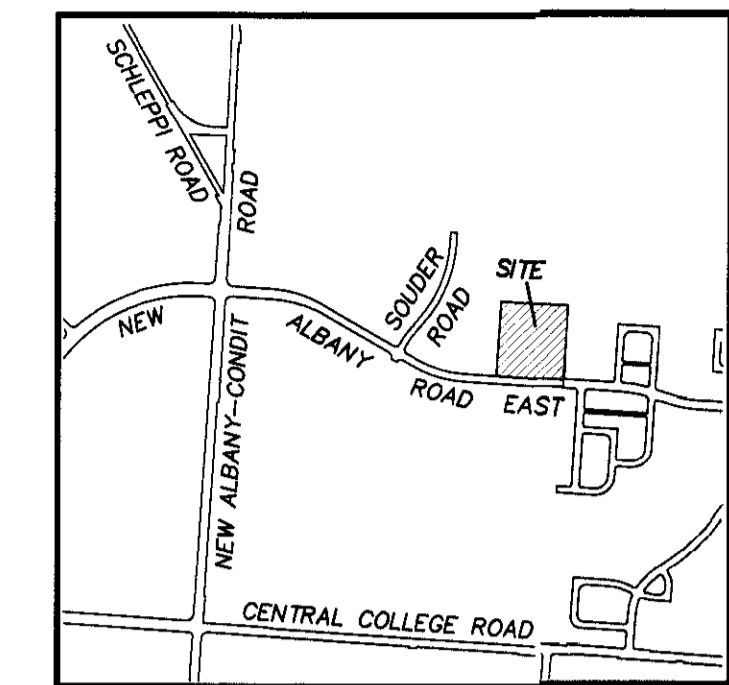 SCHLEPPI ROAD
ROAD
SOUDER
ROAD
SITE
NEW ALBANY ROAD EAST
NEW ALBANY-CONDIT
CENTRAL COLLEGE ROAD